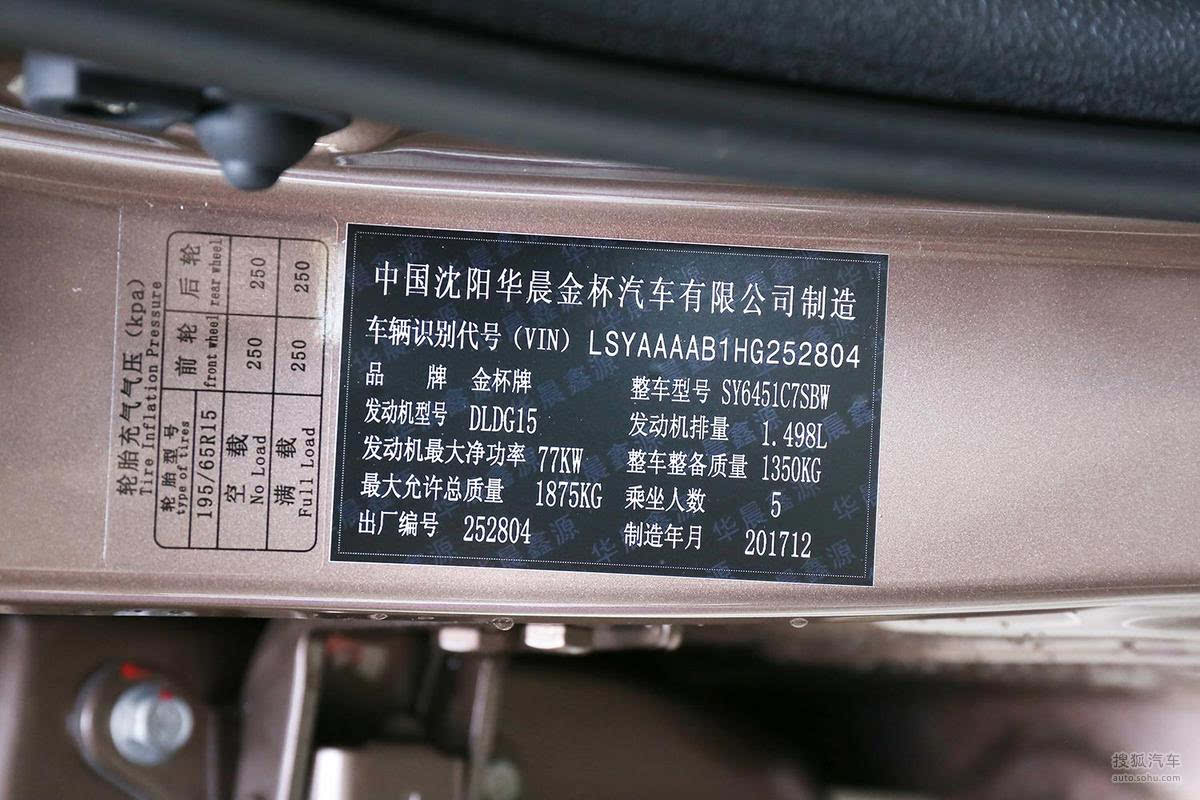 轮胎充气气压（kpa）
Tire Inflation Pressure
轮胎型号 前轮 后轮
type of tires front wheel rear wheel
195/65R15
空载 250 250
No Load
满载 250 250
Full Load
中国沈阳华晨金杯汽车有限公司制造
车辆识别代号（VIN） LSYAAAAB1HG252804
品 牌 金杯牌 整车型号 SY6451C7SBW
发动机型号 DLDG15 发动机排量 1.498L
发动机最大净功率 77KW 整车整备质量 1350KG
最大允许总质量 1875KG 乘坐人数 5
出厂编号 252804 制造年月 201712
华晨鑫源
搜狐汽车
auto.sohu.com